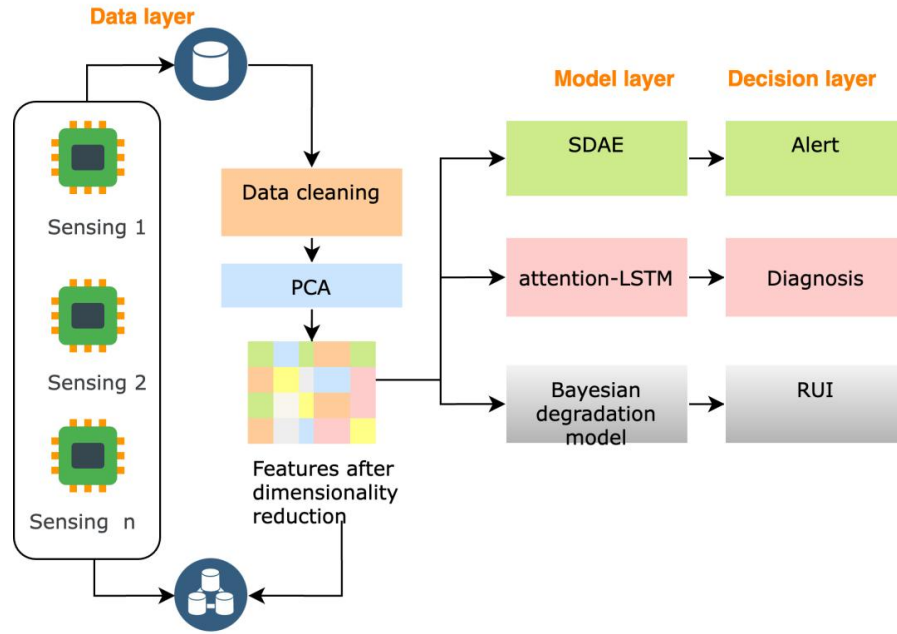 Data layer
Sensing 1
Sensing 2
Sensing n
Data cleaning
PCA
Features after
dimensionality
reduction
Model layer
Decision layer
SDAE
Alert
attention-LSTM
Diagnosis
Bayesian
degradation
model
RUI